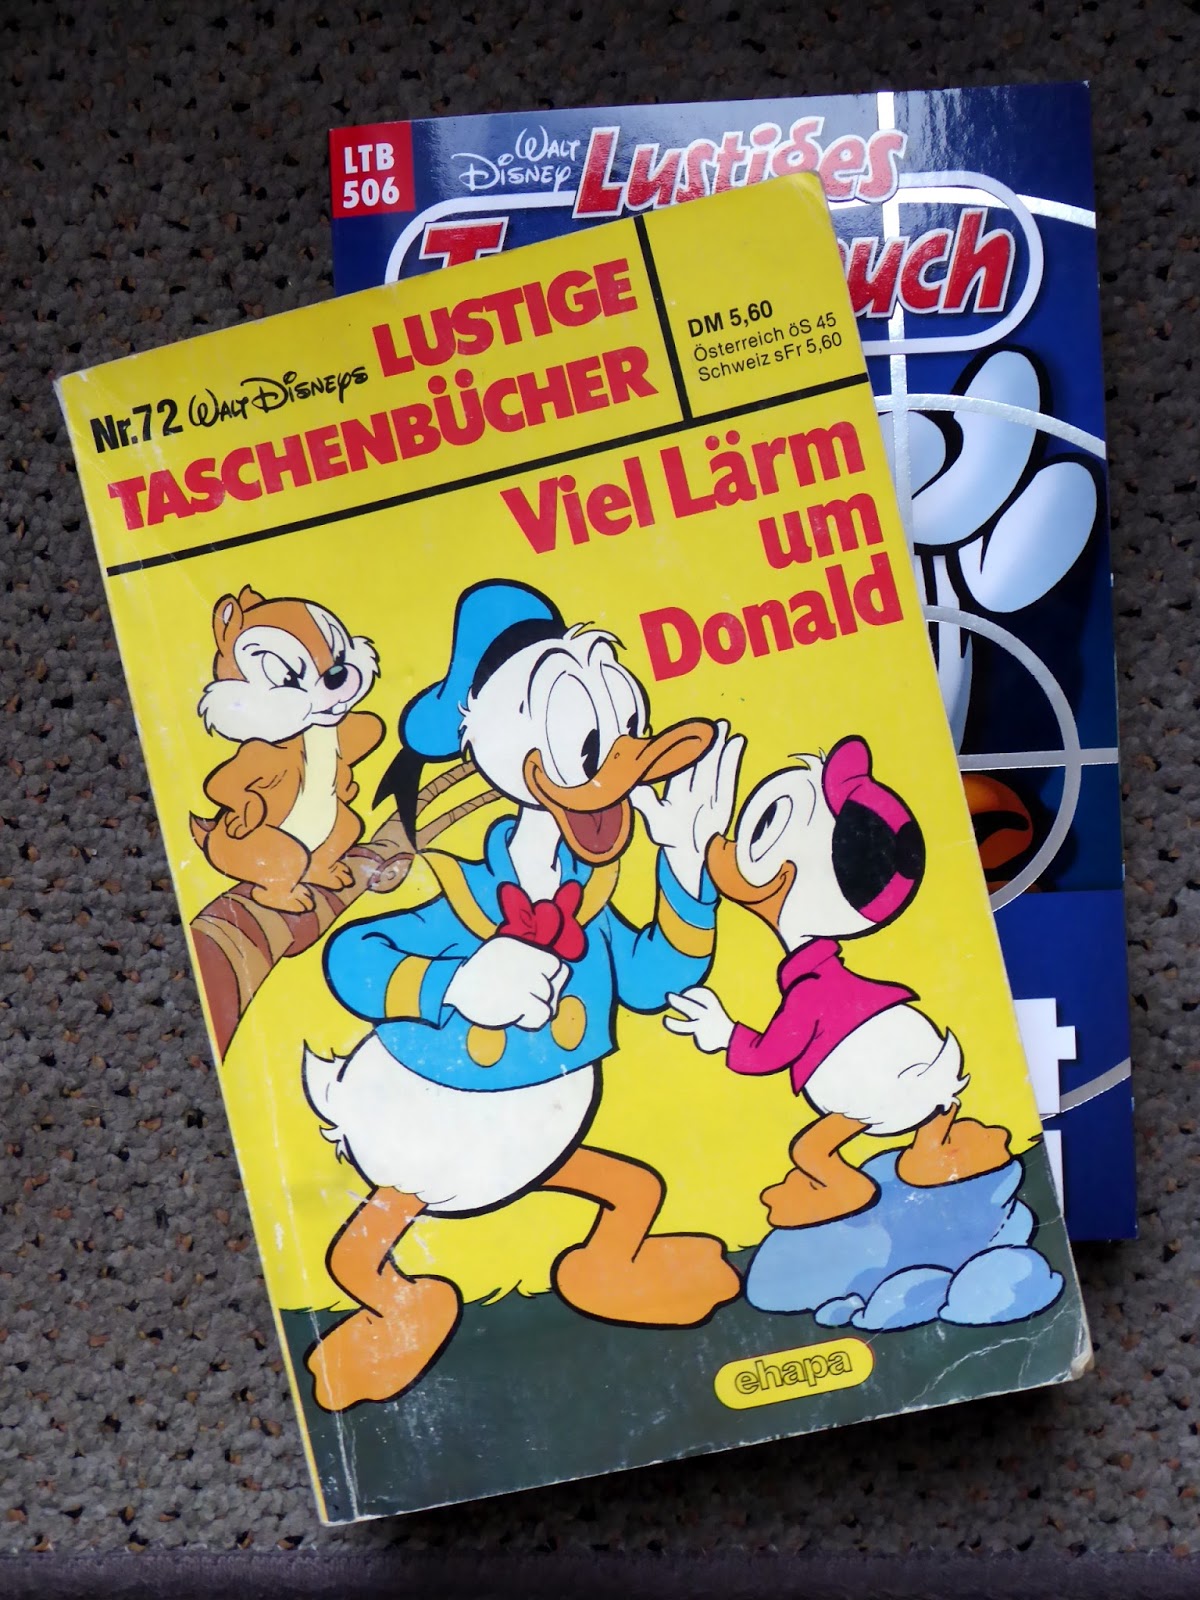 LTB
506
WALT
DISNEY
Lustiges
T
uch
Nr.72 WALT DISNEYS LUSTIGE
TASCHENBÜCHER
DM 5,60
Österreich öS 45
Schweiz sFr 5,60
Viel Lärm
um
Donald
ehapa